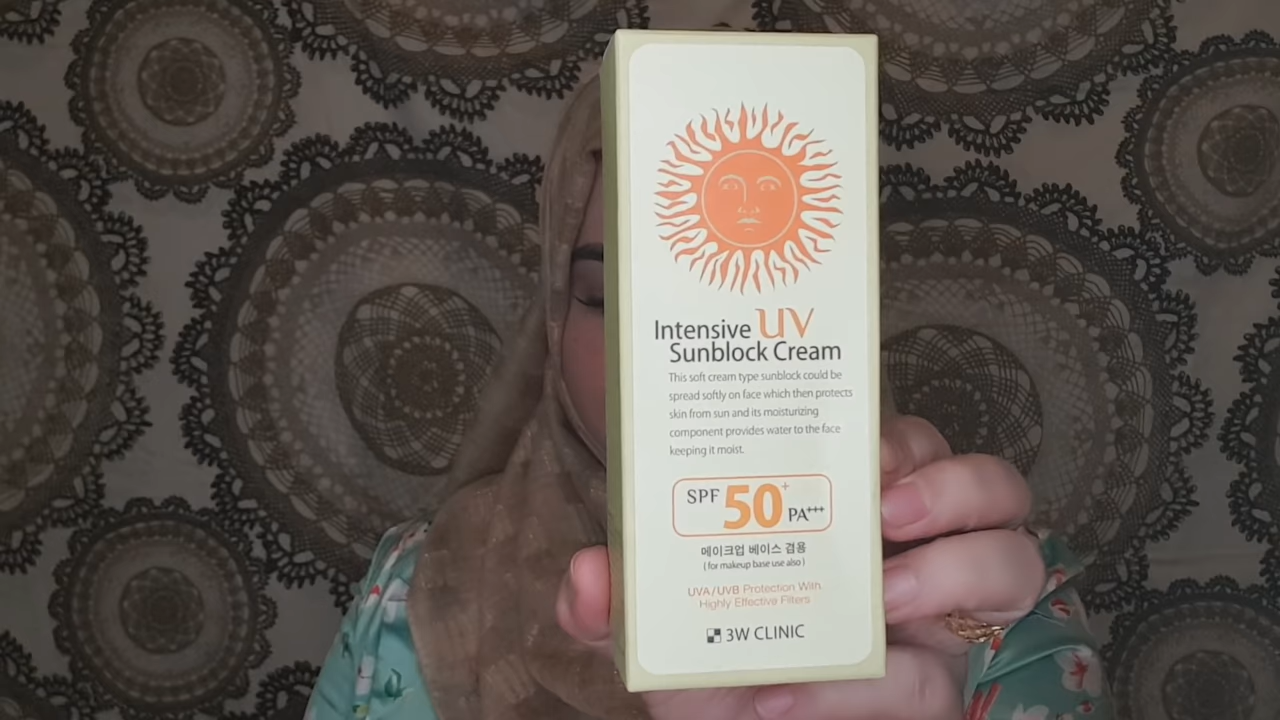 Intensive UV
Sunblock Cream
This soft cream type sunblock could be
spread softly on face which then protects
skin from sun and its moisturizing
component provides water to the face
keeping it moist.
SPF 50+ PA+++
메이크업 베이스 겸용
( for makeup base use also )
UVA/UVB Protection With
Highly Effective Filters
3W CLINIC